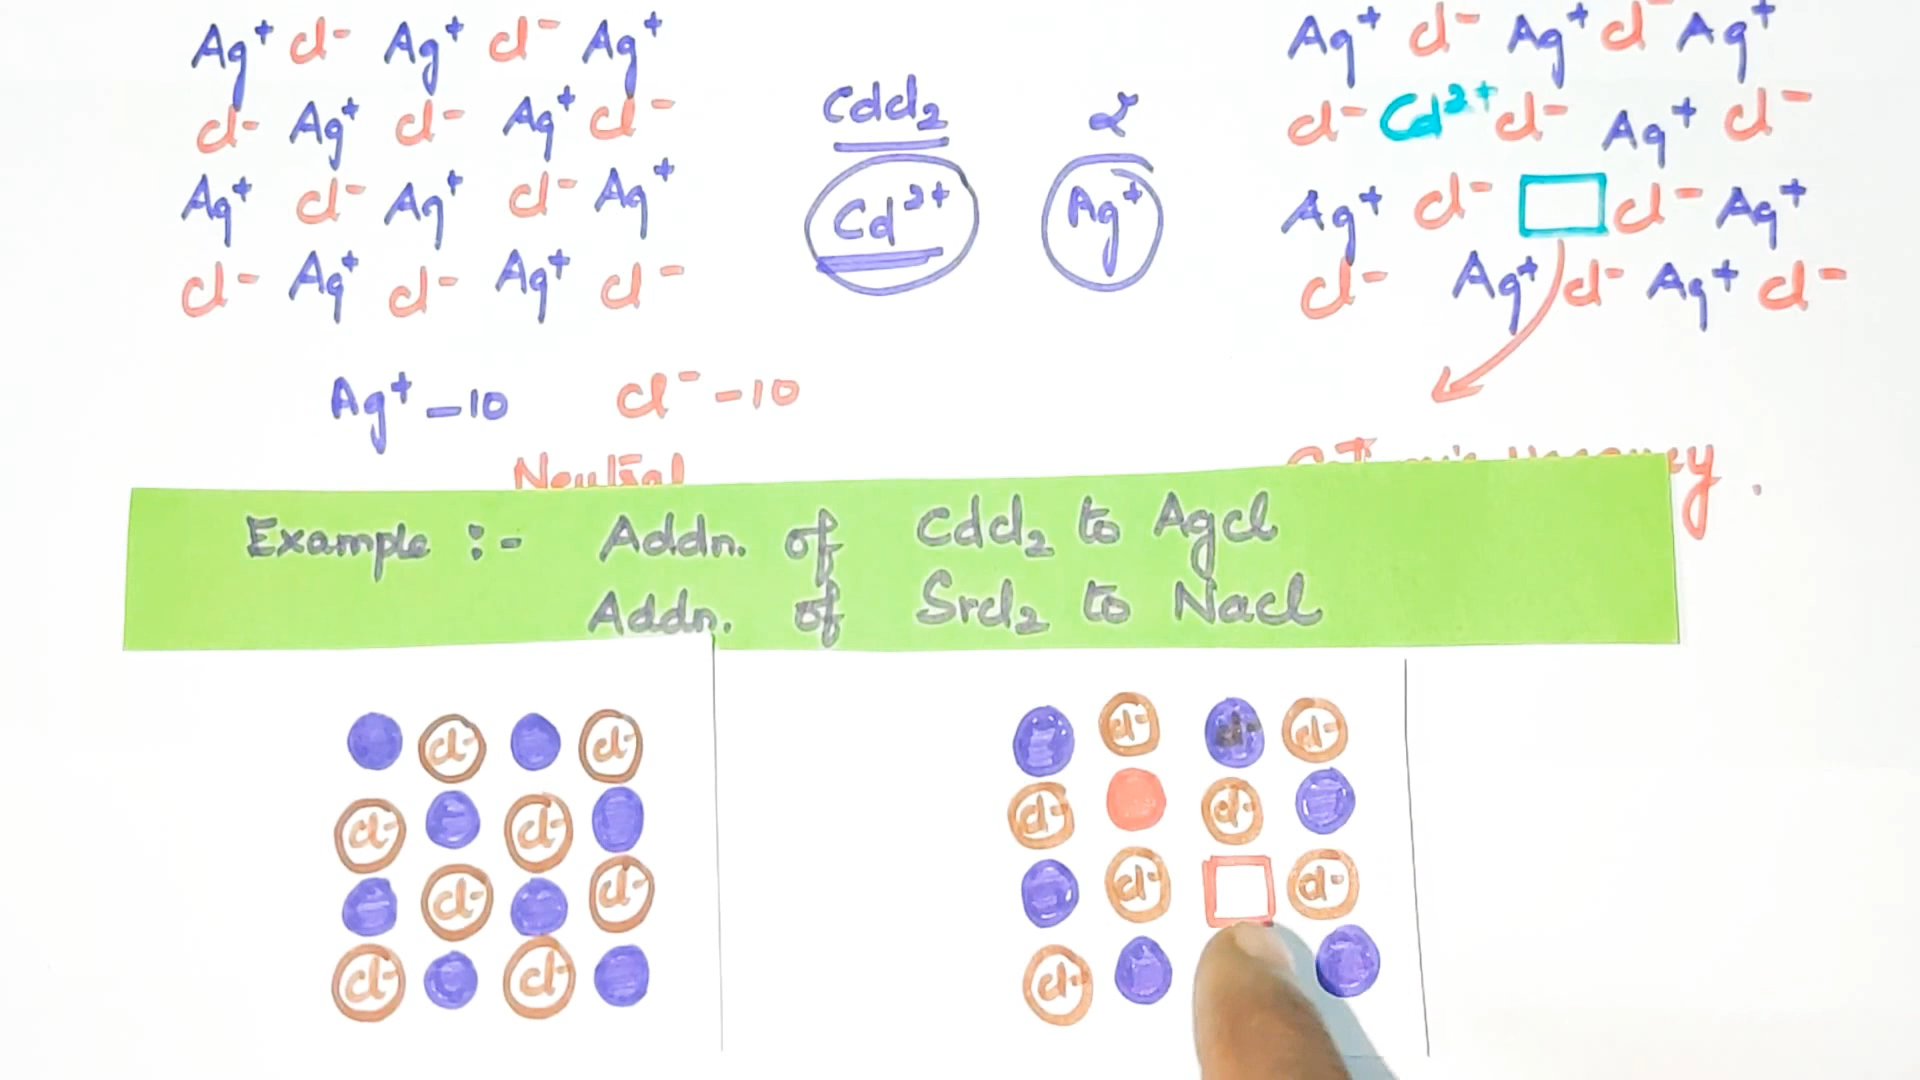 Ag⁺ Cl⁻ Ag⁺ Cl⁻ Ag⁺
Cl⁻ Ag⁺ Cl⁻ Ag⁺ Cl⁻
Ag⁺ Cl⁻ Ag⁺ Cl⁻ Ag⁺
Cl⁻ Ag⁺ Cl⁻ Ag⁺ Cl⁻
Ag⁺ – 10 Cl⁻ – 10
Neutral
CdCl₂ 2
Cd²⁺ Ag⁺
Ag⁺ Cl⁻ Ag⁺ Cl⁻ Ag⁺
Cl⁻ Cd²⁺ Cl⁻ Ag⁺ Cl⁻
Ag⁺ Cl⁻ Cl⁻ Ag⁺
Cl⁻ Ag⁺ Cl⁻ Ag⁺ Cl⁻
Example :- Addn. of CdCl₂ to AgCl
Addn. of SrCl₂ to NaCl
Cl⁻ Cl⁻
Cl⁻ Cl⁻
Cl⁻ Cl⁻
Cl⁻ Cl⁻
Cl⁻ Cl⁻ Cl⁻
Cl⁻ Cl⁻
Cl⁻ Cl⁻
Cl⁻